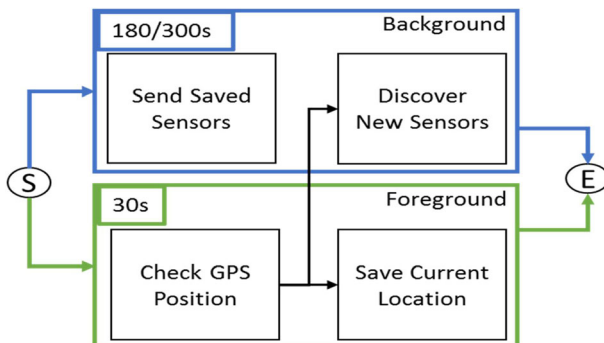 180/300s
Background
Send Saved
Sensors
Discover
New Sensors
S
E
30s
Foreground
Check GPS
Position
Save Current
Location